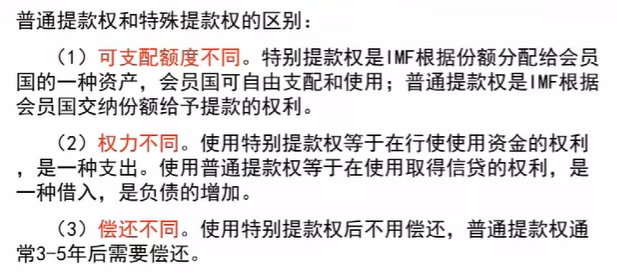 普通提款权和特殊提款权的区别：
（1）可支配额度不同。特别提款权是IMF根据份额分配给会员
国的一种资产，会员国可自由支配和使用；普通提款权是IMF根据
会员国交纳份额给予提款的权利。
（2）权力不同。使用特别提款权等于在行使使用资金的权利
，是一种支出。使用普通提款权等于在使用取得信贷的权利，是
一种借入，是负债的增加。
（3）偿还不同。使用特别提款权后不用偿还，普通提款权通
常3-5年后需要偿还。